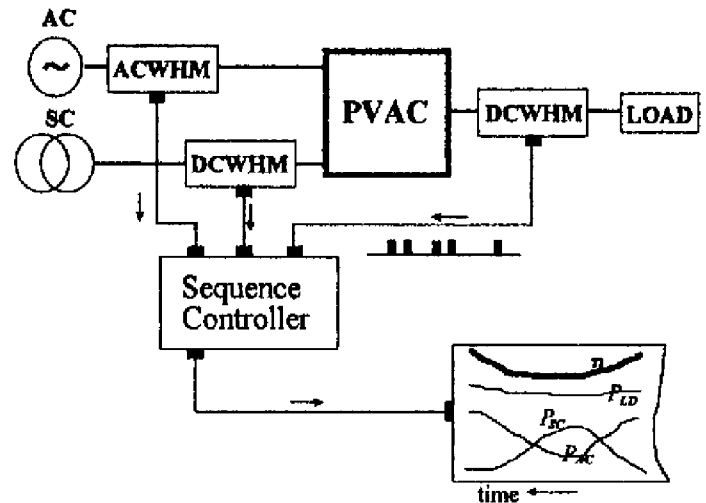 AC
~
ACWHM
SC
DCWHM
PVAC
DCWHM
LOAD
Sequence
Controller
η
P_LD
P_SC
P_AC
time